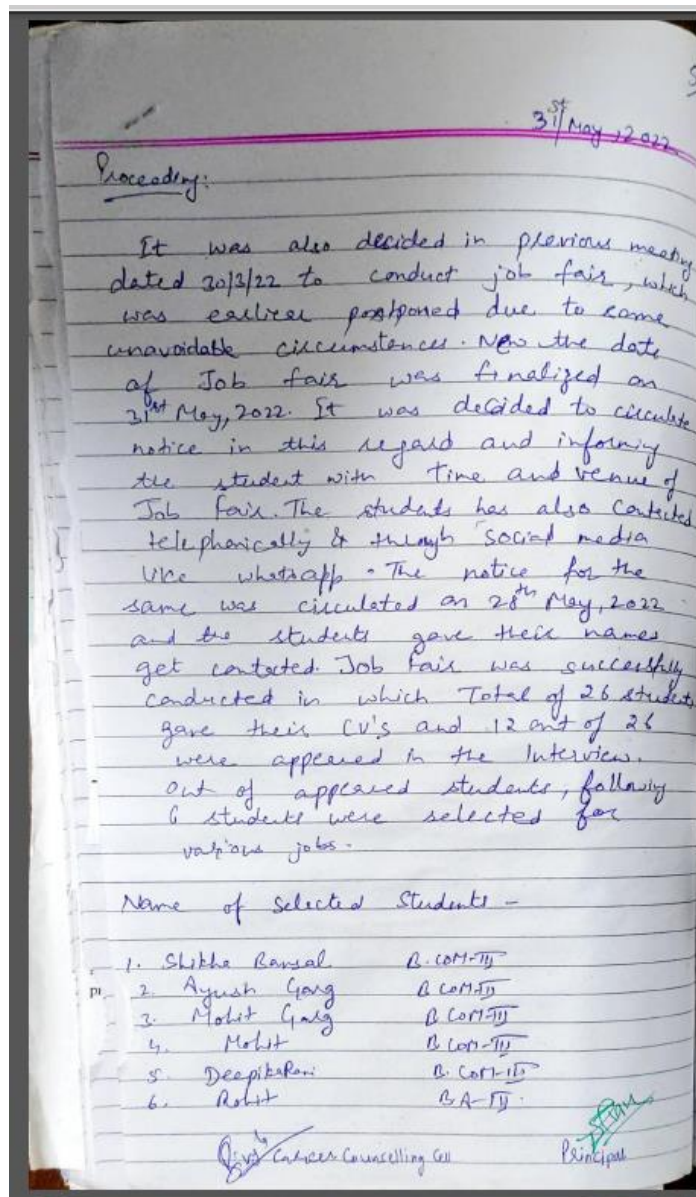 31st May, 2022
Proceeding:
It was also decided in previous meeting
dated 30/3/22 to conduct job fair, which
was earlier postponed due to some
unavoidable circumstances. Now the date
of Job fair was finalized on
31st May, 2022. It was decided to circulate
notice in this regard and informing
the student with Time and venue of
Job fair. The students has also Contacted
telephonically & through social media
like whatsapp. The notice for the
same was circulated on 28th May, 2022
and the students gave their names
get contacted. Job Fair was successfully
conducted in which Total of 26 students
gave their CV's and 12 out of 26
were appeared in the Interview.
Out of appeared students, following
6 students were selected for
various jobs.
Name of Selected Students -
1. Shikha Bansal B.COM-III
2. Ayush Garg B COM-III
3. Mohit Garg B COM-III
4. Mohit B COM-III
5. Deepika Rani B. COM-III
6. Rohit BA-III.
Career Counselling Cell Principal